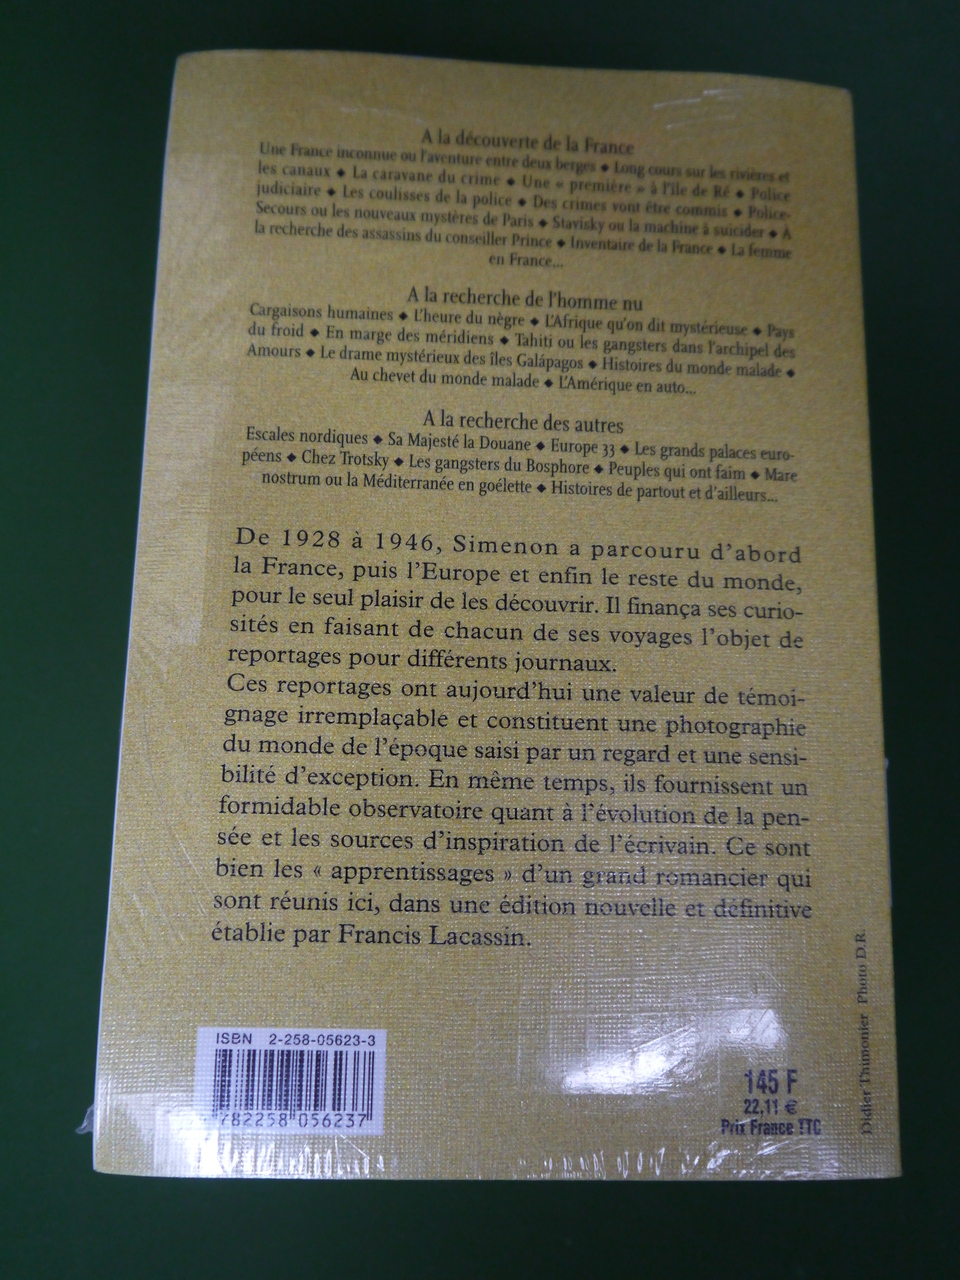 A la découverte de la France
Une France inconnue ou l'aventure entre deux berges ◆ Long cours sur les rivières et
les canaux ◆ La caravane du crime ◆ Une « première » à l'île de Ré ◆ Police
judiciaire ◆ Les coulisses de la police ◆ Des crimes vont être commis ◆ Police-
Secours ou les nouveaux mystères de Paris ◆ Stavisky ou la machine à suicider ◆ A
la recherche des assassins du conseiller Prince ◆ Inventaire de la France ◆ La femme
en France...
A la recherche de l'homme nu
Cargaisons humaines ◆ L'heure du nègre ◆ L'Afrique qu'on dit mystérieuse ◆ Pays
du froid ◆ En marge des méridiens ◆ Tahiti ou les gangsters dans l'archipel des
Amours ◆ Le drame mystérieux des îles Galápagos ◆ Histoires du monde malade ◆
Au chevet du monde malade ◆ L'Amérique en auto...
A la recherche des autres
Escales nordiques ◆ Sa Majesté la Douane ◆ Europe 33 ◆ Les grands palaces euro-
péens ◆ Chez Trotsky ◆ Les gangsters du Bosphore ◆ Peuples qui ont faim ◆ Mare
nostrum ou la Méditerranée en goélette ◆ Histoires de partout et d'ailleurs...
De 1928 à 1946, Simenon a parcouru d'abord
la France, puis l'Europe et enfin le reste du monde,
pour le seul plaisir de les découvrir. Il finança ses curio-
sités en faisant de chacun de ses voyages l'objet de
reportages pour différents journaux.
Ces reportages ont aujourd'hui une valeur de témoi-
gnage irremplaçable et constituent une photographie
du monde de l'époque saisi par un regard et une sensi-
bilité d'exception. En même temps, ils fournissent un
formidable observatoire quant à l'évolution de la pen-
sée et les sources d'inspiration de l'écrivain. Ce sont
bien les « apprentissages » d'un grand romancier qui
sont réunis ici, dans une édition nouvelle et définitive
établie par Francis Lacassin.
ISBN 2-258-05623-3
782258 056237
145 F
22,11 €
Prix France TTC
Didier Thimonier Photo D.R.